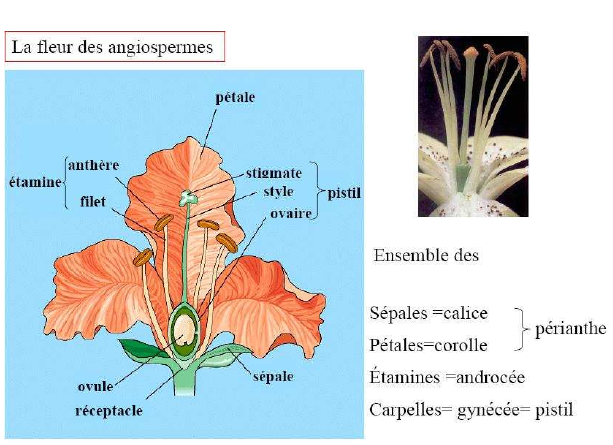 La fleur des angiospermes
pétale
anthère
étamine
filet
stigmate
style
ovaire
pistil
ovule
sépale
réceptacle
Ensemble des
Sépales =calice
Pétales=corolle
périanthe
Étamines =androcée
Carpelles= gynécée= pistil